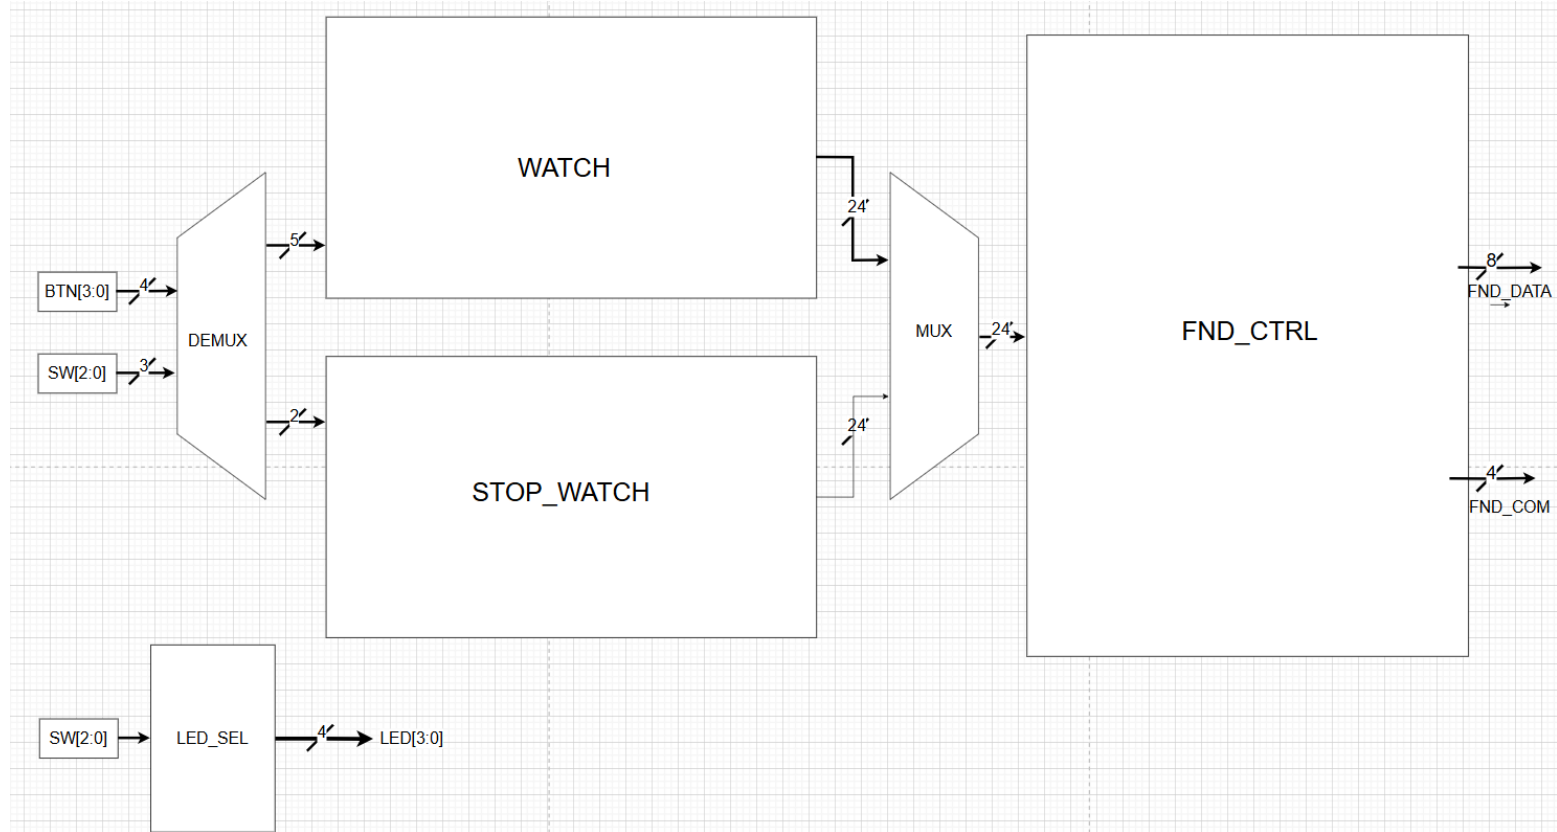 WATCH
24'
5
BTN[3:0]
4'
DEMUX
SW[2:0]
3'
2'
STOP_WATCH
24'
MUX
24'
FND_CTRL
8'
FND_DATA
4'
FND_COM
SW[2:0]
LED_SEL
4'
LED[3:0]